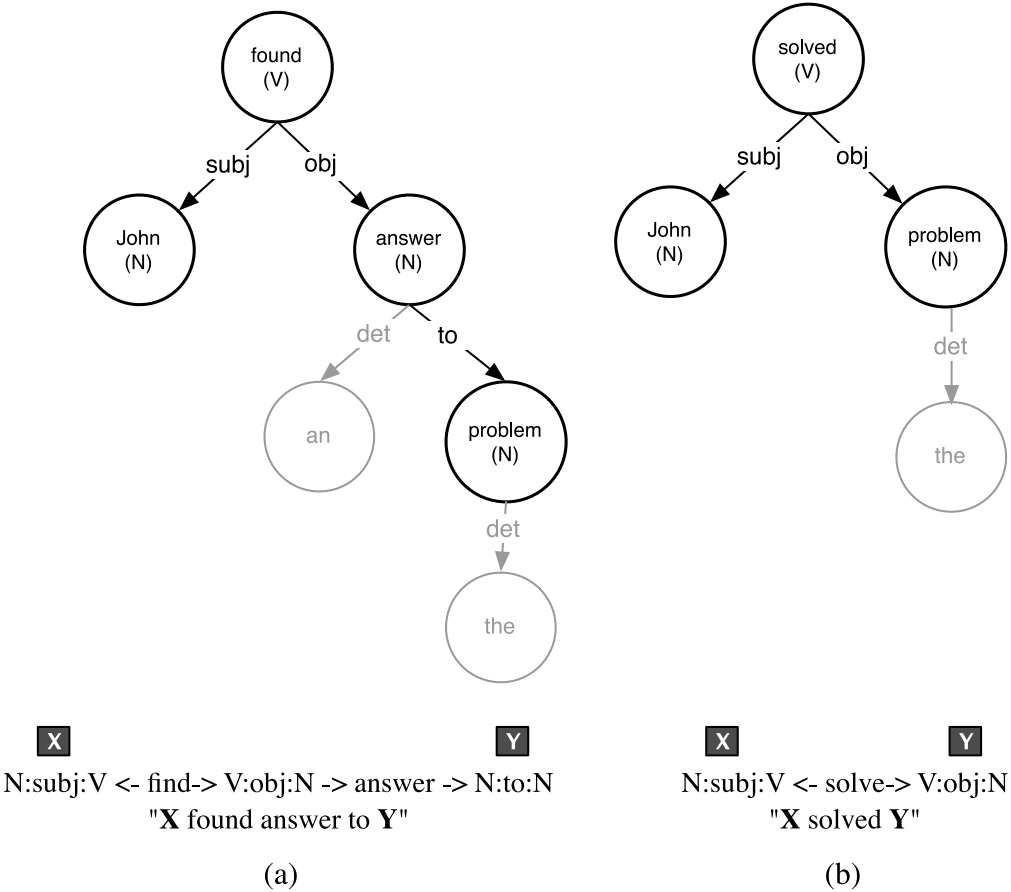 found
(V)
subj
obj
John
(N)
answer
(N)
det
to
an
problem
(N)
det
the
X
Y
N:subj:V <- find-> V:obj:N -> answer -> N:to:N
"X found answer to Y"
(a)
solved
(V)
subj
obj
John
(N)
problem
(N)
det
the
X
Y
N:subj:V <- solve-> V:obj:N
"X solved Y"
(b)